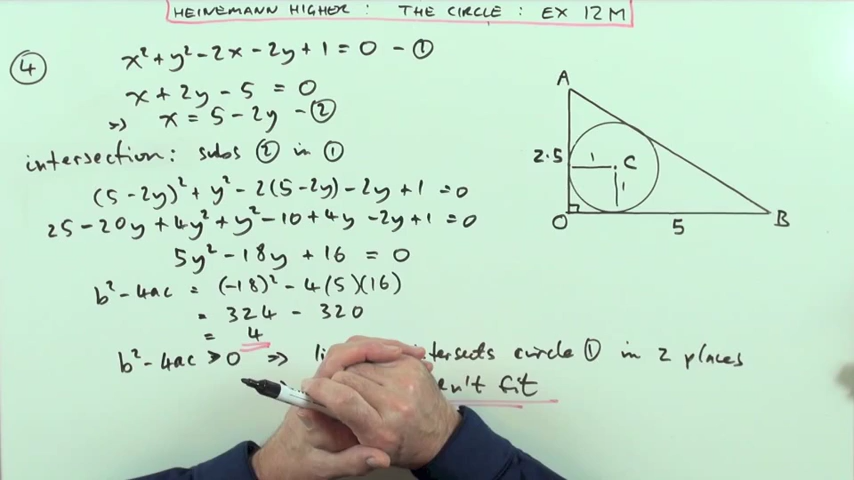 HEINEMANN HIGHER : THE CIRCLE : EX 12M
4
x² + y² - 2x - 2y + 1 = 0 - ①
x + 2y - 5 = 0
⇒ x = 5 - 2y - ②
intersection: subs ② in ①
(5 - 2y)² + y² - 2(5 - 2y) - 2y + 1 = 0
25 - 20y + 4y² + y² - 10 + 4y - 2y + 1 = 0
5y² - 18y + 16 = 0
b² - 4ac = (-18)² - 4(5)(16)
= 324 - 320
= 4
b² - 4ac > 0 ⇒ intersects circle ① in 2 places
fit
A
2.5
1
C
1
O
5
B